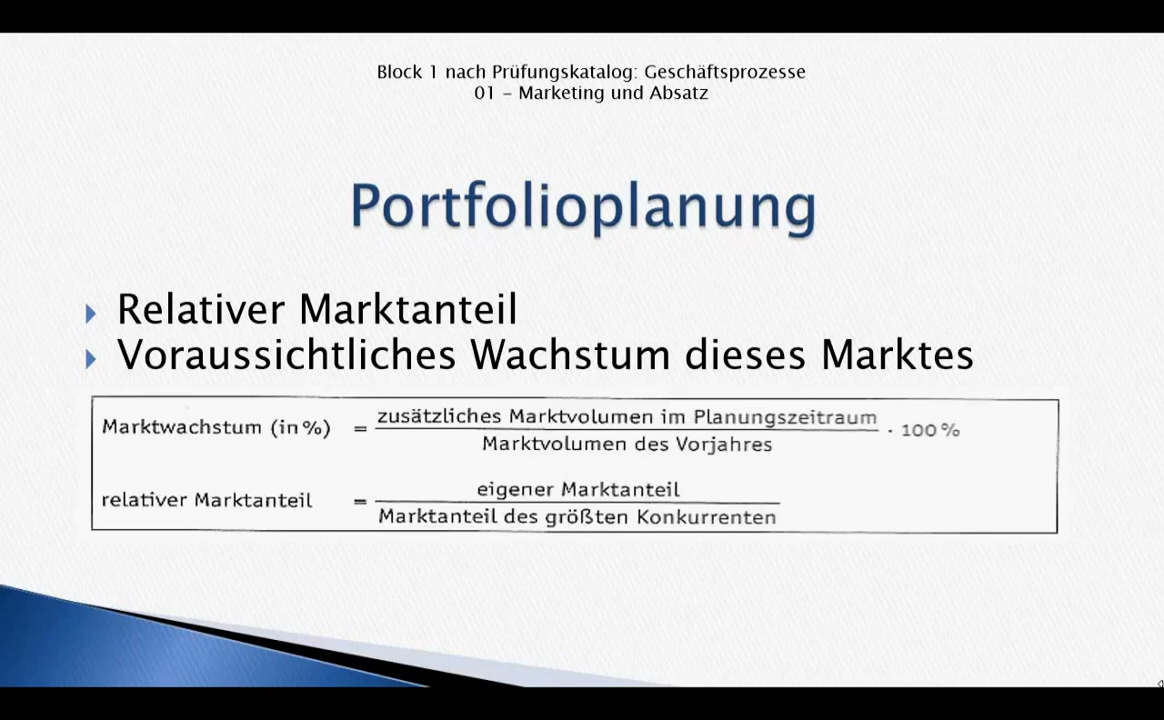 Block 1 nach Prüfungskatalog: Geschäftsprozesse
01 – Marketing und Absatz
Portfolioplanung
Relativer Marktanteil
Voraussichtliches Wachstum dieses Marktes
Marktwachstum (in %) = zusätzliches Marktvolumen im Planungszeitraum / Marktvolumen des Vorjahres · 100 %
relativer Marktanteil = eigener Marktanteil / Marktanteil des größten Konkurrenten